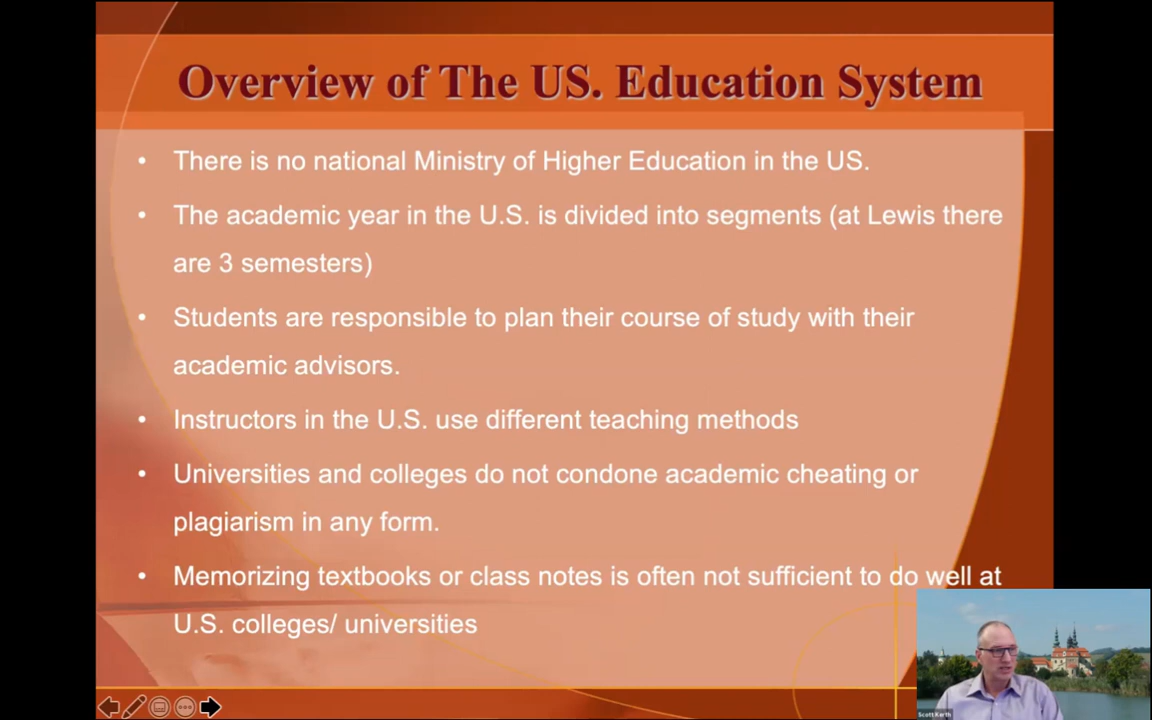 Overview of The US. Education System
• There is no national Ministry of Higher Education in the US.
• The academic year in the U.S. is divided into segments (at Lewis there
are 3 semesters)
• Students are responsible to plan their course of study with their
academic advisors.
• Instructors in the U.S. use different teaching methods
• Universities and colleges do not condone academic cheating or
plagiarism in any form.
• Memorizing textbooks or class notes is often not sufficient to do well at
U.S. colleges/ universities
Scott Kerth